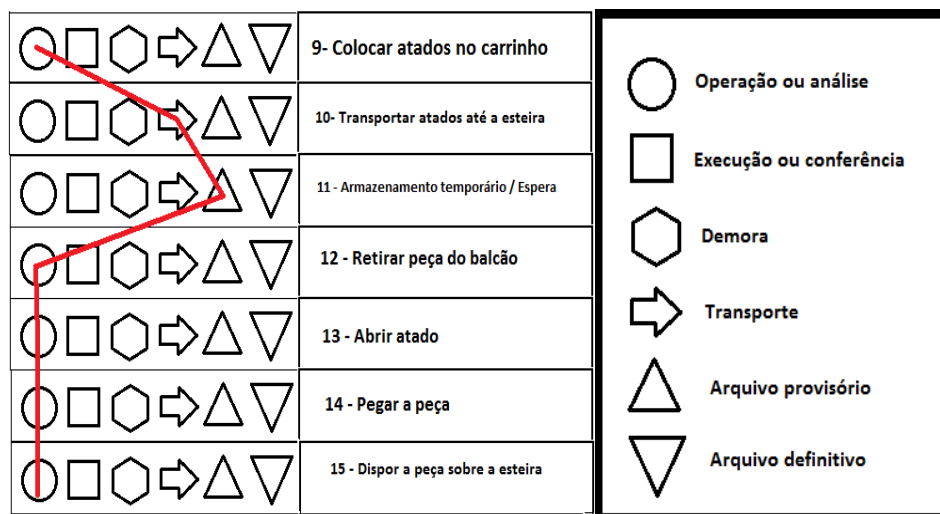 9- Colocar atados no carrinho
10- Transportar atados até a esteira
11 - Armazenamento temporário / Espera
12 - Retirar peça do balcão
13 - Abrir atado
14 - Pegar a peça
15 - Dispor a peça sobre a esteira
Operação ou análise
Execução ou conferência
Demora
Transporte
Arquivo provisório
Arquivo definitivo